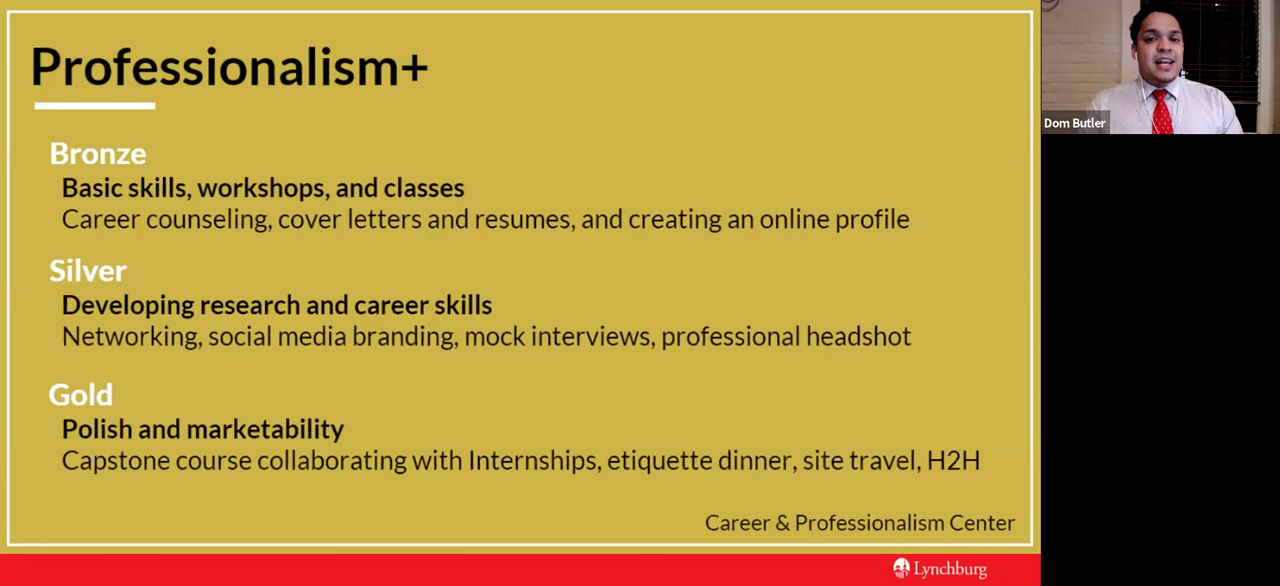 Professionalism+
Bronze
Basic skills, workshops, and classes
Career counseling, cover letters and resumes, and creating an online profile
Silver
Developing research and career skills
Networking, social media branding, mock interviews, professional headshot
Gold
Polish and marketability
Capstone course collaborating with Internships, etiquette dinner, site travel, H2H
Career & Professionalism Center
Lynchburg
Dom Butler